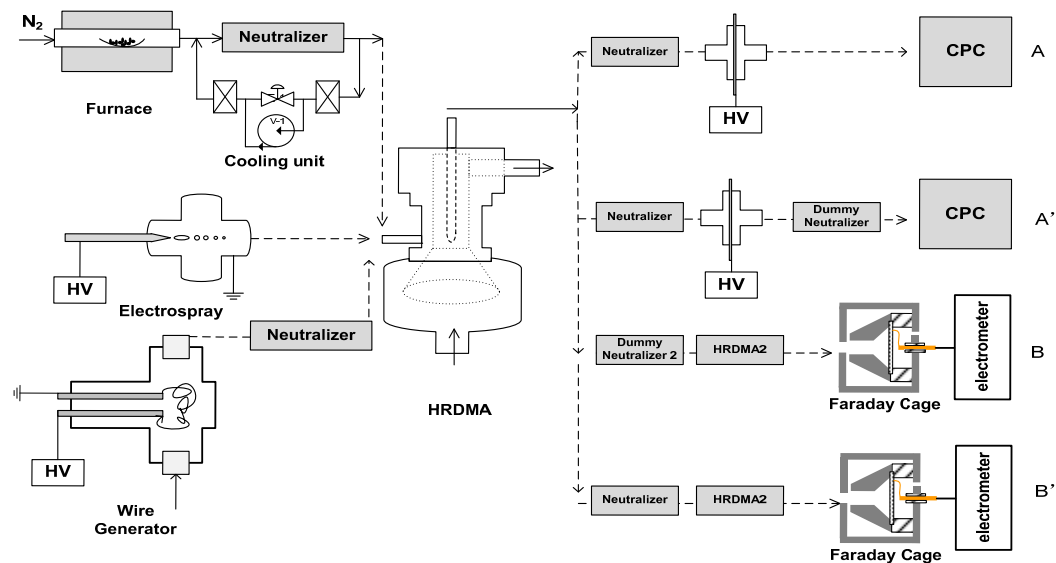 N2
Neutralizer
Furnace
V~1
Cooling unit
HV
Electrospray
Neutralizer
HV
Wire
Generator
HRDMA
Neutralizer
HV
CPC
A
Neutralizer
HV
Dummy
Neutralizer
CPC
A’
Dummy
Neutralizer 2
HRDMA2
Faraday Cage
electrometer
B
Neutralizer
HRDMA2
Faraday Cage
electrometer
B’